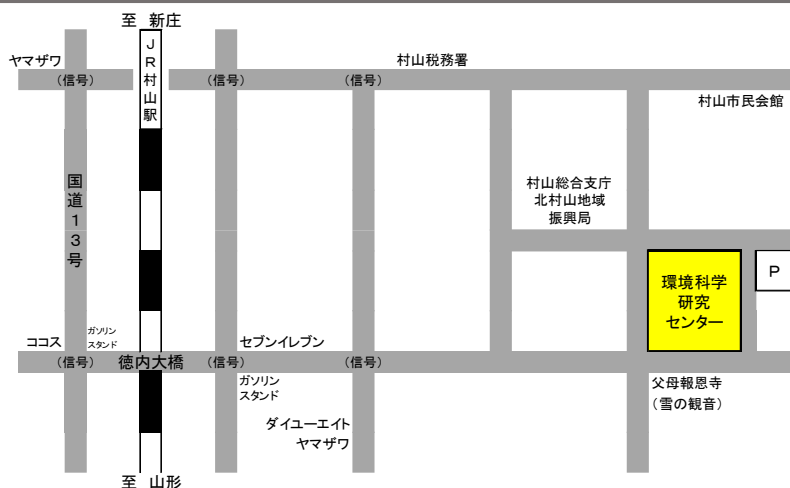 至 新庄
JR村山駅
ヤマザワ
村山税務署
(信号)
(信号)
(信号)
村山市民会館
国道13号
村山総合支庁
北村山地域
振興局
環境科学
研究
センター
P
ココス
ガソリン
スタンド
セブンイレブン
(信号)
徳内大橋
(信号)
(信号)
ガソリン
スタンド
父母報恩寺
(雪の観音)
ダイユーエイト
ヤマザワ
至 山形